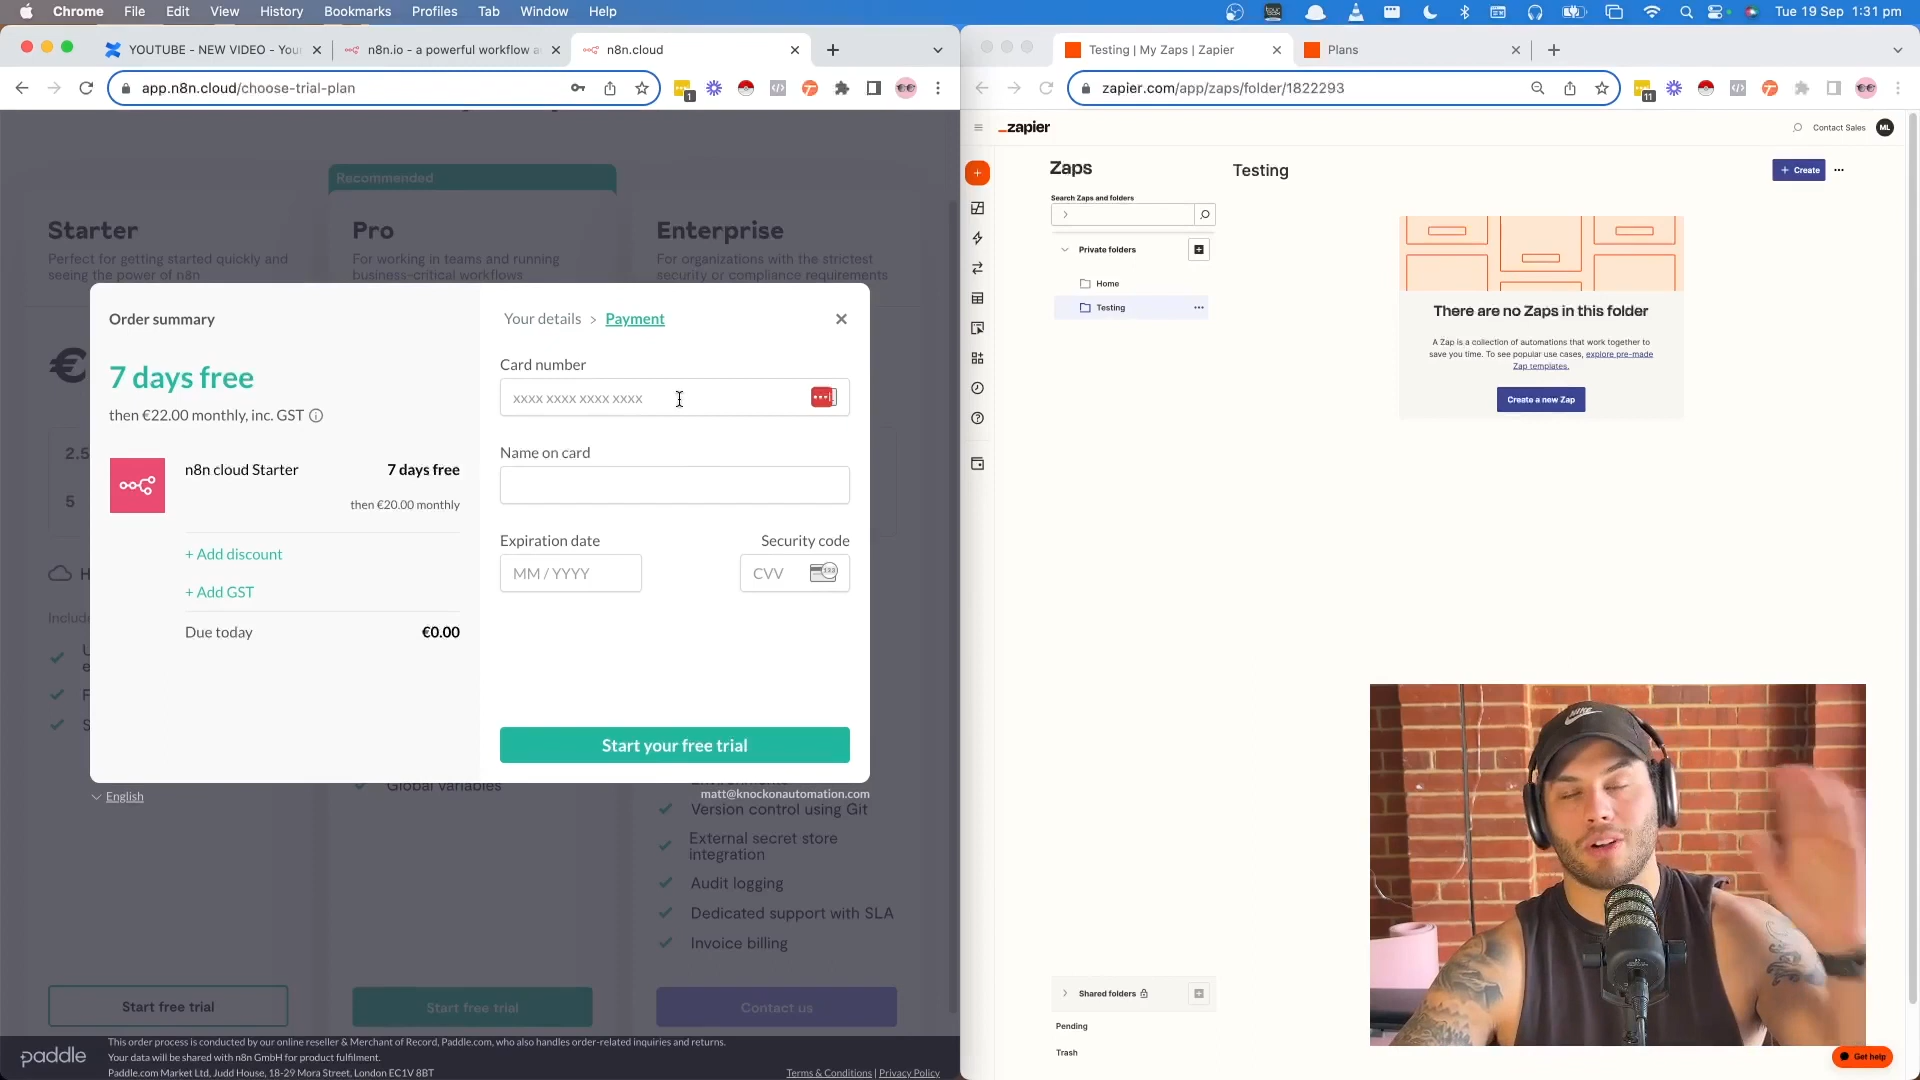 Chrome File Edit View History Bookmarks Profiles Tab Window Help
Tue 19 Sep 1:31 pm
YOUTUBE - NEW VIDEO - You
n8n.io - a powerful workflow a
n8n.cloud
app.n8n.cloud/choose-trial-plan
1
Recommended
Starter
Perfect for getting started quickly and
seeing the power of n8n
Pro
For working in teams and running
business-critical workflows
Enterprise
For organizations with the strictest
security or compliance requirements
€
2.5
5
H
Order summary
7 days free
then €22.00 monthly, inc. GST
n8n cloud Starter
7 days free
then €20.00 monthly
+ Add discount
+ Add GST
Due today
€0.00
Your details > Payment
Card number
xxxx xxxx xxxx xxxx
Name on card
Expiration date
Security code
MM / YYYY
CVV
123
Start your free trial
English
matt@knockonautomation.com
Global variables
Version control using Git
External secret store
integration
Audit logging
Dedicated support with SLA
Invoice billing
Start free trial
Start free trial
Contact us
paddle
This order process is conducted by our online reseller & Merchant of Record, Paddle.com, who also handles order-related inquiries and returns.
Your data will be shared with n8n GmbH for product fulfilment.
Paddle.com Market Ltd, Judd House, 18-29 Mora Street, London EC1V 8BT
Terms & Conditions | Privacy Policy
Testing | My Zaps | Zapier
Plans
zapier.com/app/zaps/folder/1822293
11
zapier
Contact Sales
ML
Zaps
Testing
+ Create
Search Zaps and folders
Private folders
Home
Testing
There are no Zaps in this folder
A Zap is a collection of automations that work together to
save you time. To see popular use cases, explore pre-made
Zap templates.
Create a new Zap
Shared folders
Pending
Trash
Get help